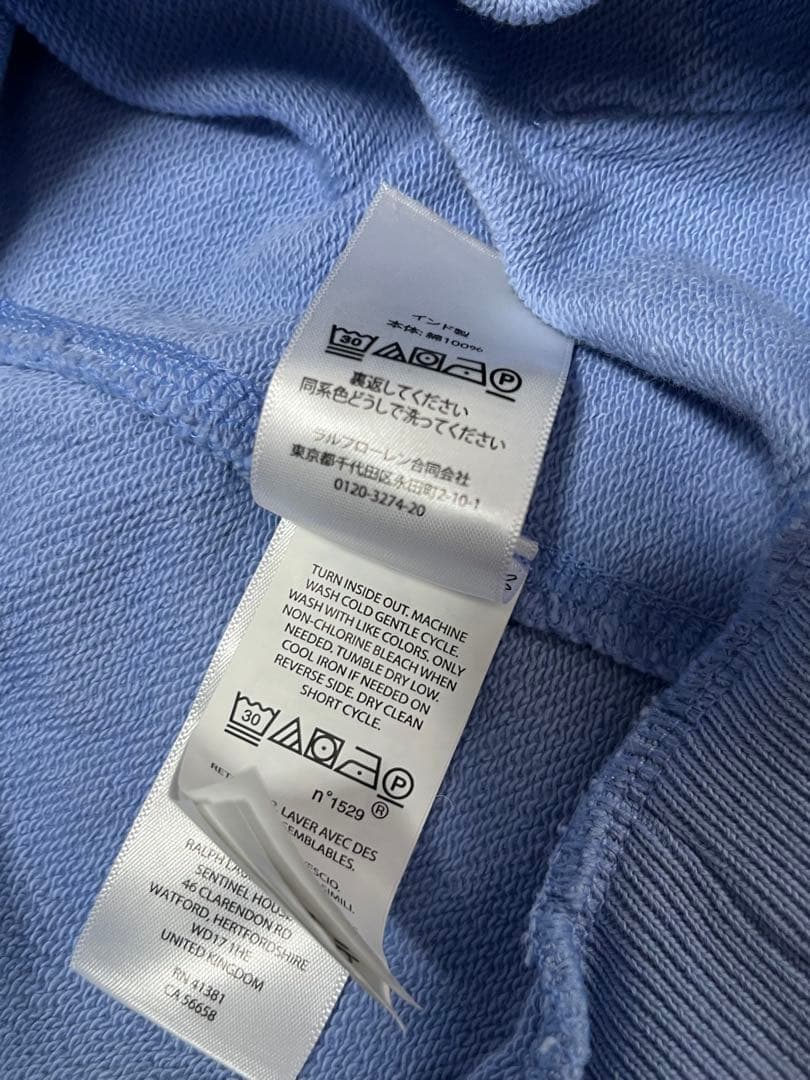 インド製
本体: 綿100%
30
P
裏返してください
同系色どうしで洗ってください
ラルフローレン合同会社
東京都千代田区永田町2-10-1
0120-3274-20
TURN INSIDE OUT. MACHINE
WASH COLD GENTLE CYCLE.
WASH WITH LIKE COLORS. ONLY
NON-CHLORINE BLEACH WHEN
NEEDED. TUMBLE DRY LOW.
COOL IRON IF NEEDED ON
REVERSE SIDE. DRY CLEAN
SHORT CYCLE.
30
P
n°1529 ®
LAVER AVEC DES
RALPH
SENTINEL
46 CLARENDON RD
WATFORD, HERTFORDSHIRE
WD17 1HE
UNITED KINGDOM
RN 41381
CA 56658